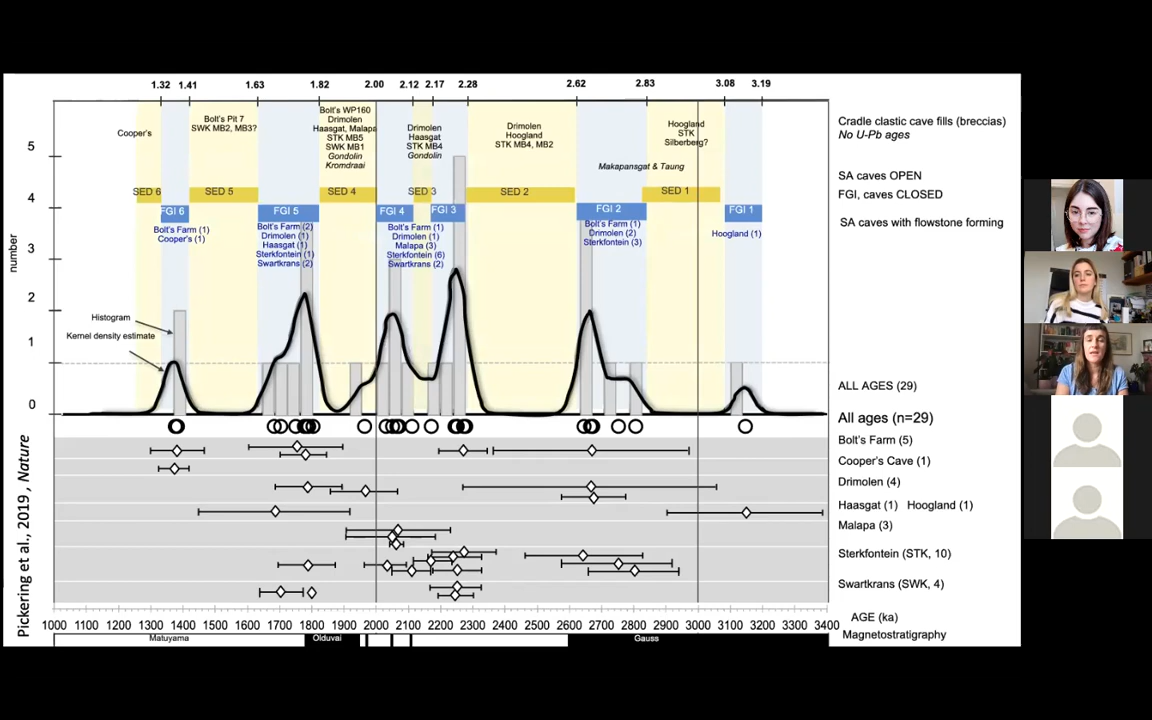 1.32 1.41 1.63 1.82 2.00 2.12 2.17 2.28 2.62 2.83 3.08 3.19
Cooper's
Bolt's Pit 7
SWK MB2, MB3?
Bolt's WP160
Drimolen
Haasgat, Malapa
STK MB5
SWK MB1
Gondolin
Kromdraai
Drimolen
Haasgat
STK MB4
Gondolin
Drimolen
Hoogland
STK MB4, MB2
Hoogland
STK
Silberberg?
Makapansgat & Taung
Cradle clastic cave fills (breccias)
No U-Pb ages
SA caves OPEN
FGI, caves CLOSED
SA caves with flowstone forming
SED 6 SED 5 SED 4 SED 3 SED 2 SED 1
FGI 6 FGI 5 FGI 4 FGI 3 FGI 2 FGI 1
Bolt's Farm (1)
Cooper's (1)
Bolt's Farm (2)
Drimolen (1)
Haasgat (1)
Sterkfontein (1)
Swartkrans (2)
Bolt's Farm (1)
Drimolen (1)
Malapa (3)
Sterkfontein (6)
Swartkrans (2)
Bolt's Farm (1)
Drimolen (2)
Sterkfontein (3)
Hoogland (1)
number
5
4
3
2
1
0
Histogram
Kernel density estimate
ALL AGES (29)
All ages (n=29)
Bolt's Farm (5)
Cooper's Cave (1)
Drimolen (4)
Haasgat (1) Hoogland (1)
Malapa (3)
Sterkfontein (STK, 10)
Swartkrans (SWK, 4)
Pickering et al., 2019, Nature
1000 1100 1200 1300 1400 1500 1600 1700 1800 1900 2000 2100 2200 2300 2400 2500 2600 2700 2800 2900 3000 3100 3200 3300 3400
AGE (ka)
Matuyama Olduvai Gauss
Magnetostratigraphy